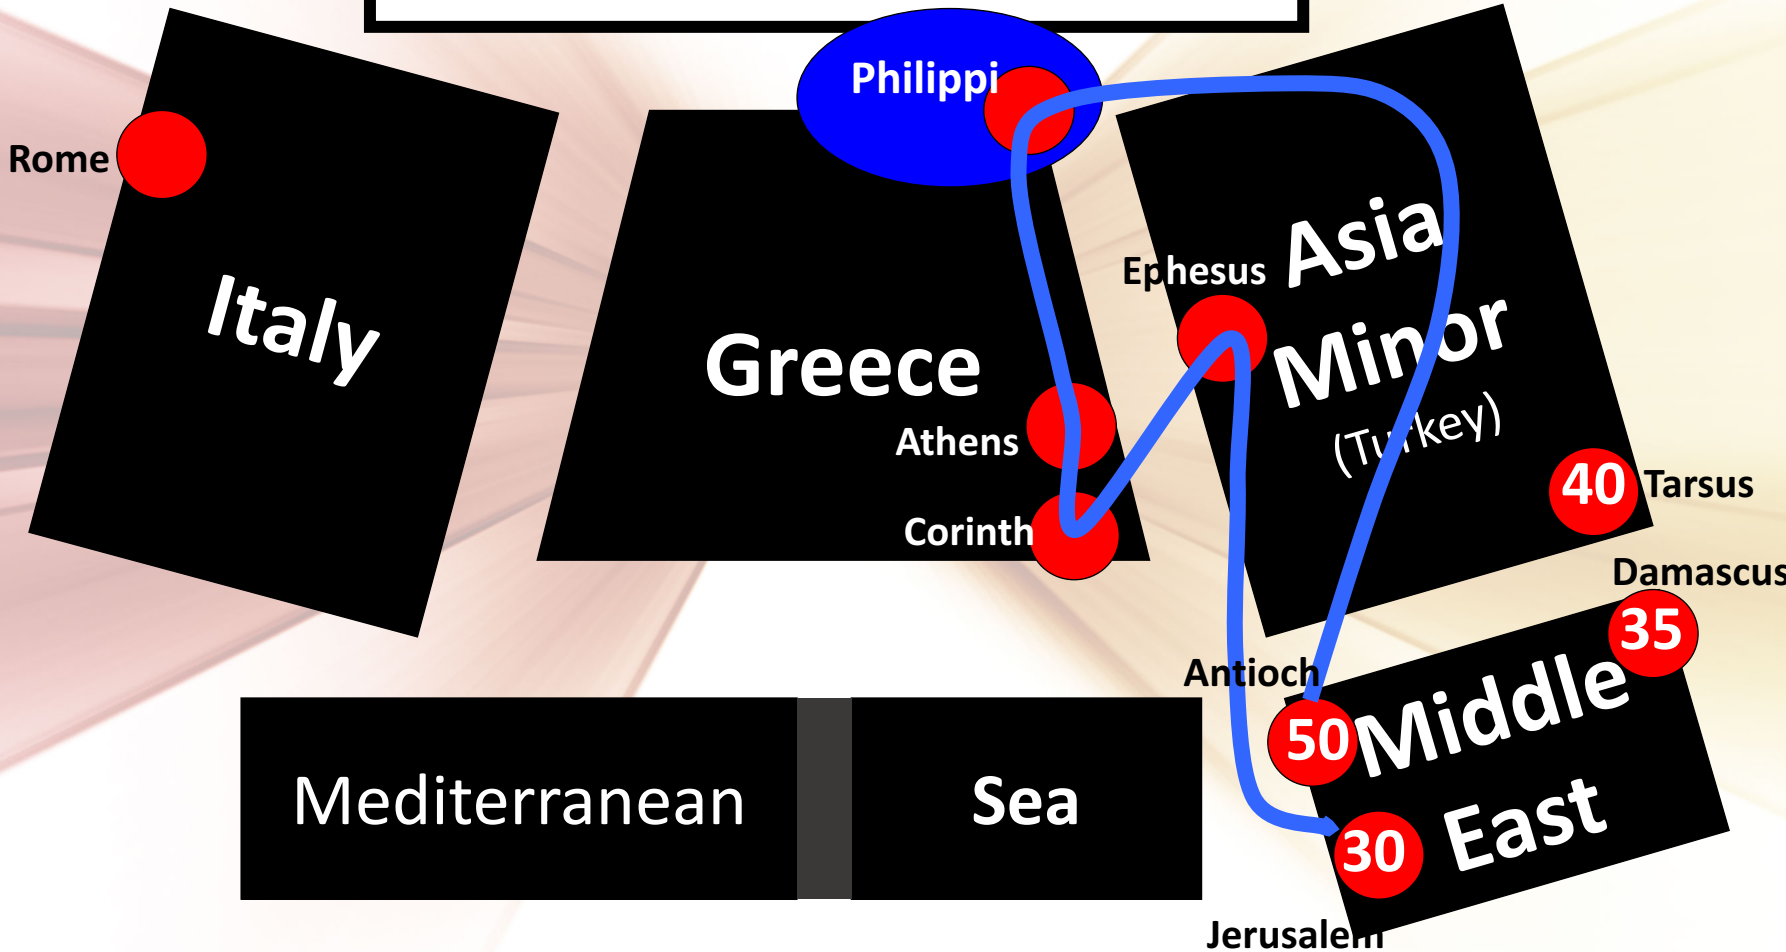 Philippi
Rome
Italy
Greece
Ephesus
Asia
Minor
(Turkey)
Athens
Corinth
40
Tarsus
Damascus
35
Antioch
50
Middle
East
Mediterranean
Sea
30
Jerusalem